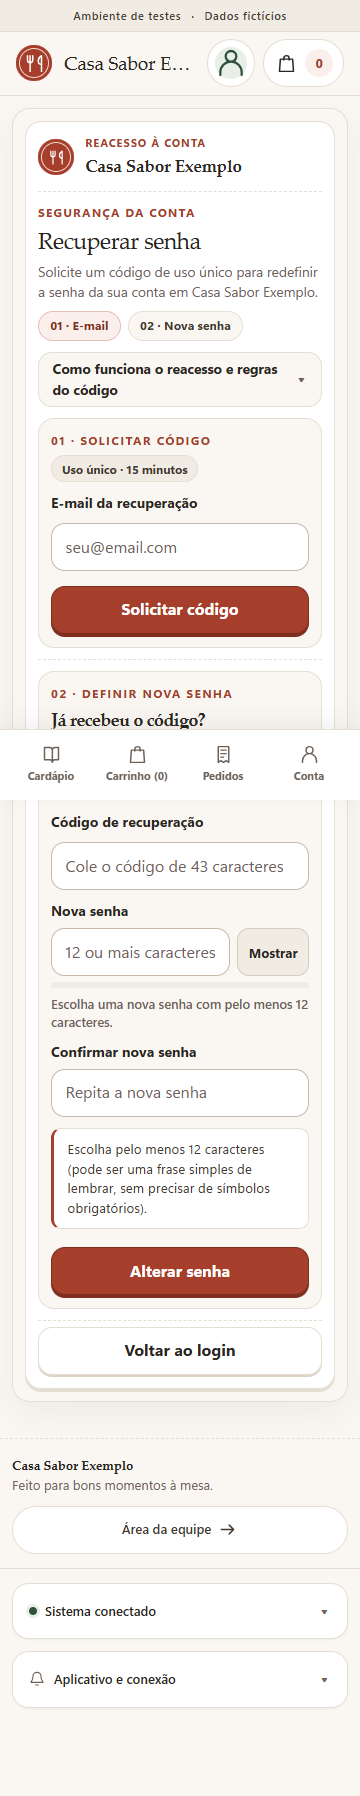 Ambiente de testes · Dados fictícios
Casa Sabor E...
0
REACESSO À CONTA
Casa Sabor Exemplo
SEGURANÇA DA CONTA
Recuperar senha
Solicite um código de uso único para redefinir
a senha da sua conta em Casa Sabor Exemplo.
01 · E-mail
02 · Nova senha
Como funciona o reacesso e regras
do código
01 · SOLICITAR CÓDIGO
Uso único · 15 minutos
E-mail da recuperação
seu@email.com
Solicitar código
02 · DEFINIR NOVA SENHA
Já recebeu o código?
Cardápio
Carrinho (0)
Pedidos
Conta
Código de recuperação
Cole o código de 43 caracteres
Nova senha
12 ou mais caracteres
Mostrar
Escolha uma nova senha com pelo menos 12
caracteres.
Confirmar nova senha
Repita a nova senha
Escolha pelo menos 12 caracteres
(pode ser uma frase simples de
lembrar, sem precisar de símbolos
obrigatórios).
Alterar senha
Voltar ao login
Casa Sabor Exemplo
Feito para bons momentos à mesa.
Área da equipe →
Sistema conectado
Aplicativo e conexão